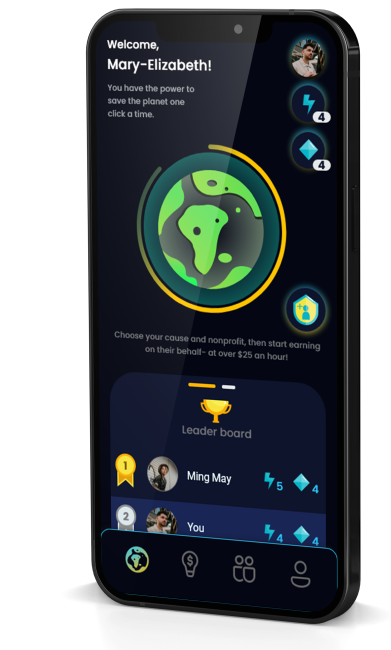 Welcome,
Mary-Elizabeth!
You have the power to
save the planet one
click a time.
4
4
Choose your cause and nonprofit, then start earning
on their behalf- at over $25 an hour!
Leader board
1
Ming May
5
4
2
You
4
4
$